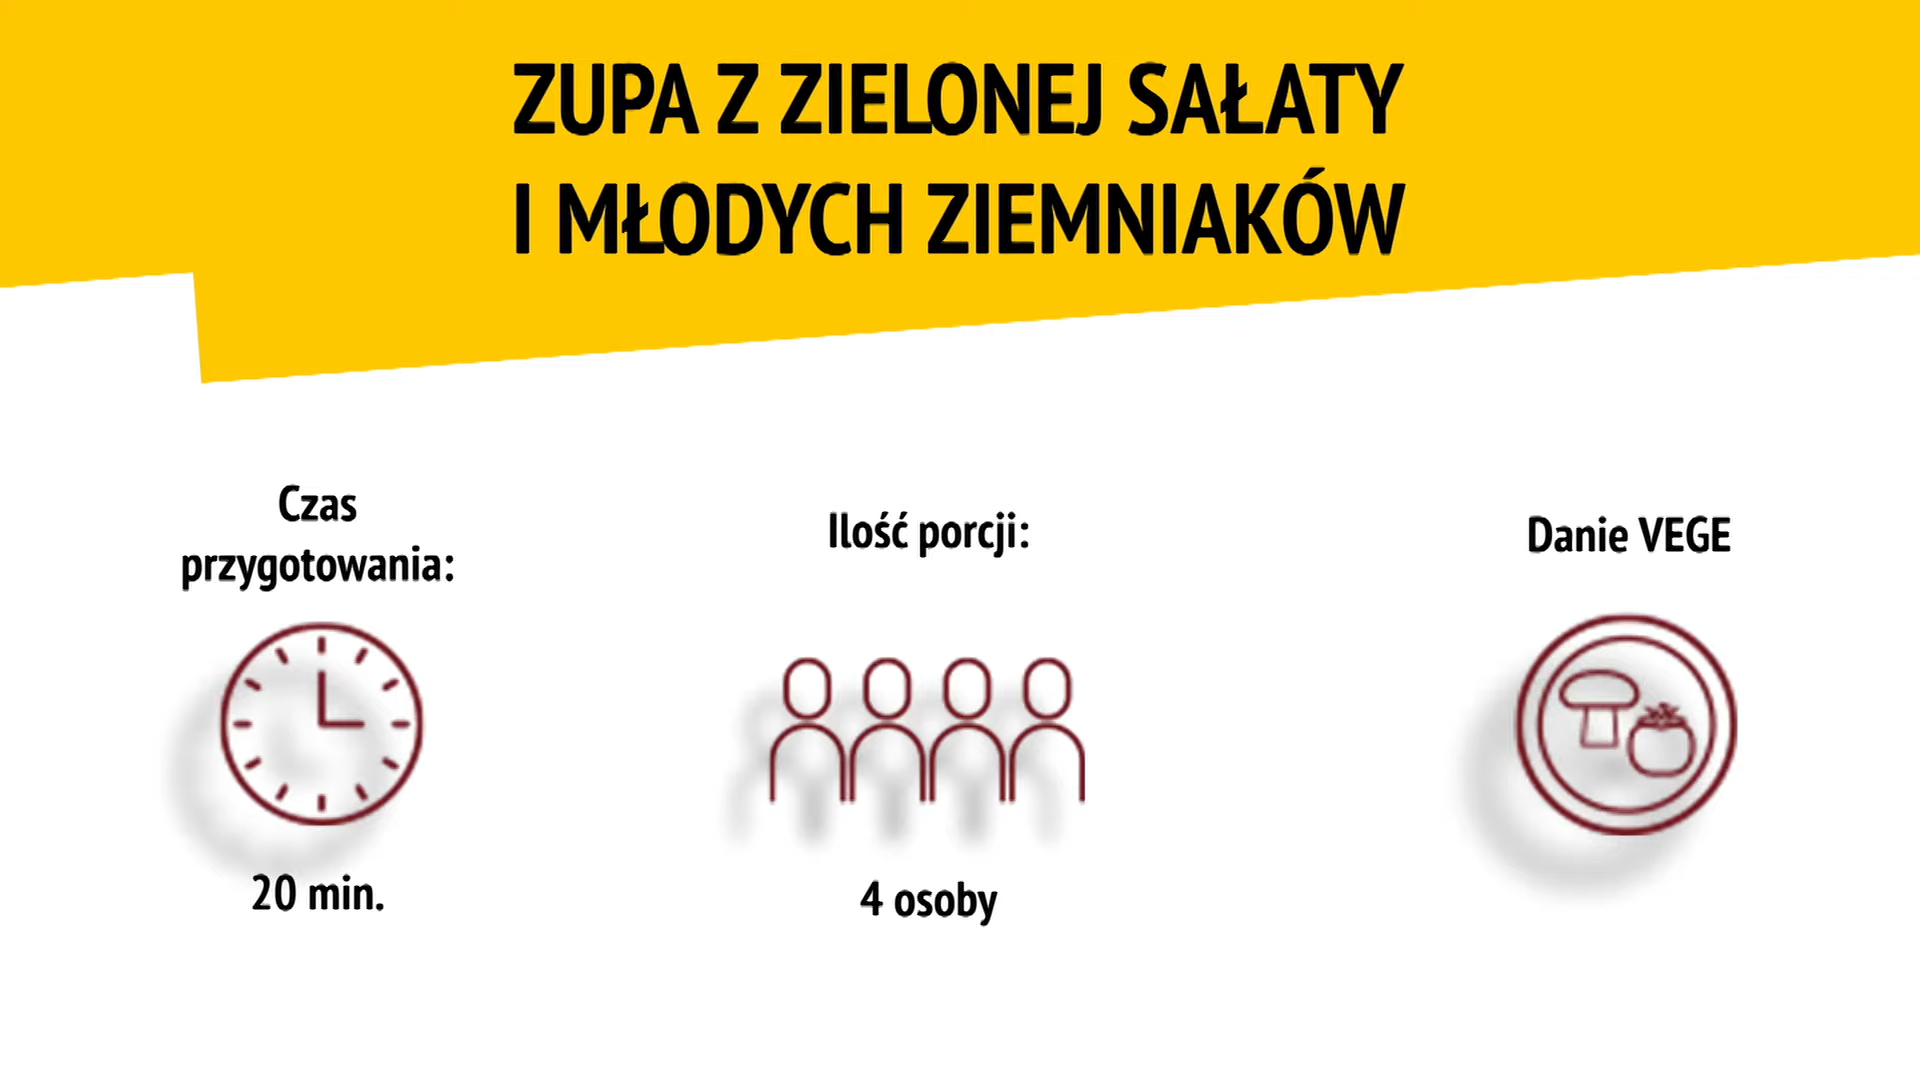 ZUPA Z ZIELONEJ SAŁATY
I MŁODYCH ZIEMNIAKÓW
Czas
przygotowania:
20 min.
Ilość porcji:
4 osoby
Danie VEGE